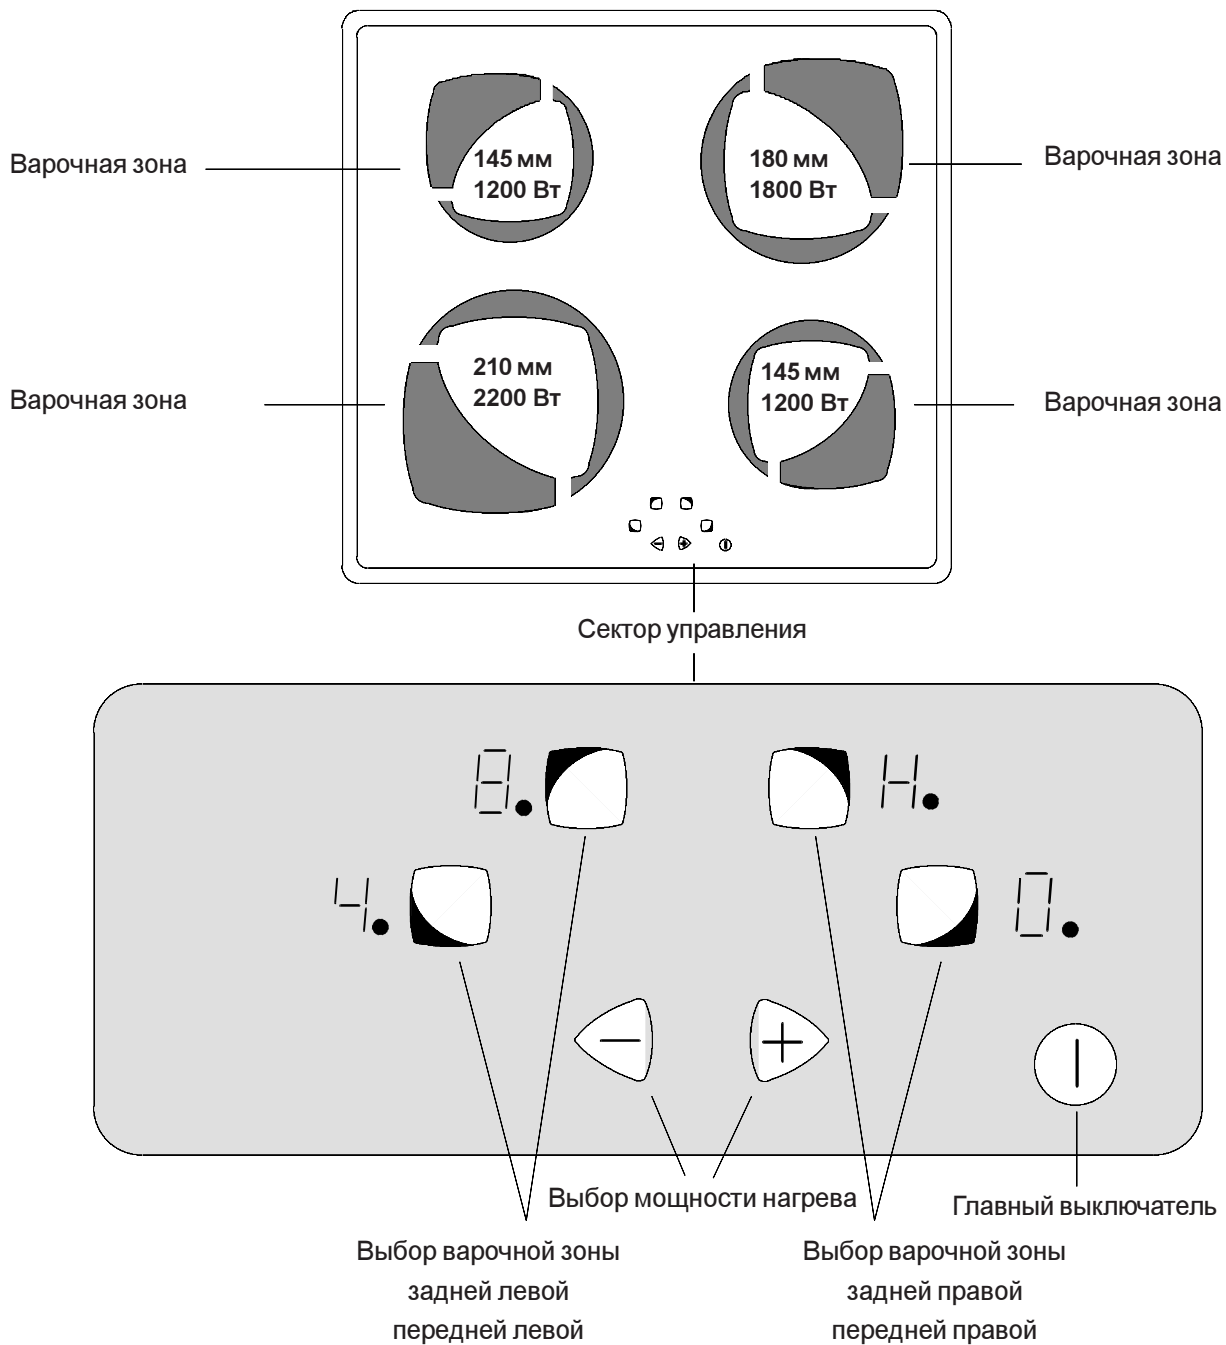 145 мм
1200 Вт
180 мм
1800 Вт
Варочная зона
Варочная зона
210 мм
2200 Вт
145 мм
1200 Вт
Варочная зона
Варочная зона
Сектор управления
8.
H.
4.
0.
Выбор мощности нагрева
Главный выключатель
Выбор варочной зоны
задней левой
передней левой
Выбор варочной зоны
задней правой
передней правой